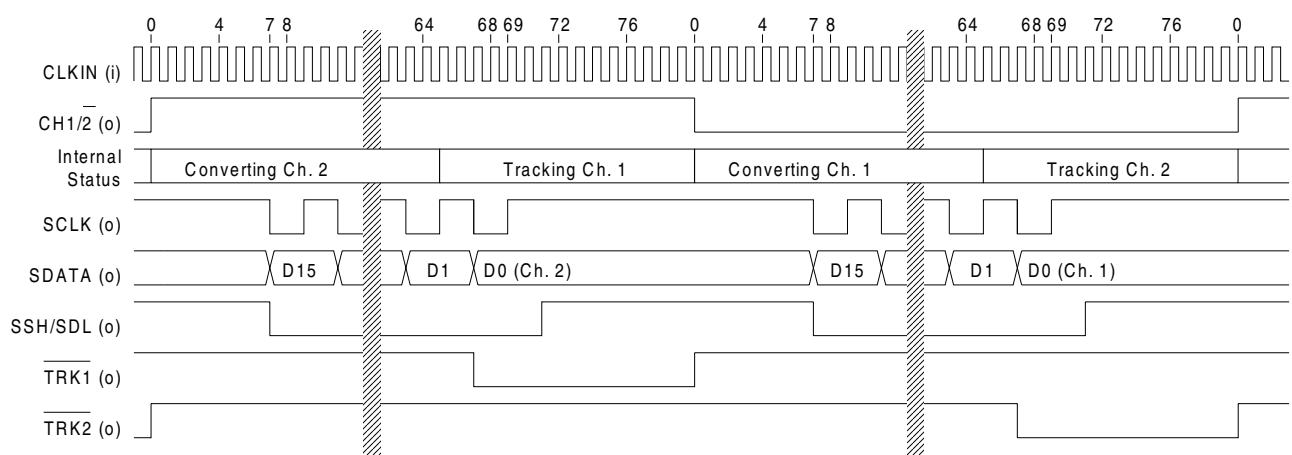 0 4 7 8 64 68 69 72 76 0 4 7 8 64 68 69 72 76 0
CLKIN (i)
CH1/2̅ (o)
Internal
Status
Converting Ch. 2 Tracking Ch. 1 Converting Ch. 1 Tracking Ch. 2
SCLK (o)
SDATA (o) D15 D1 D0 (Ch. 2) D15 D1 D0 (Ch. 1)
SSH/SDL (o)
T̅R̅K̅1̅ (o)
T̅R̅K̅2̅ (o)